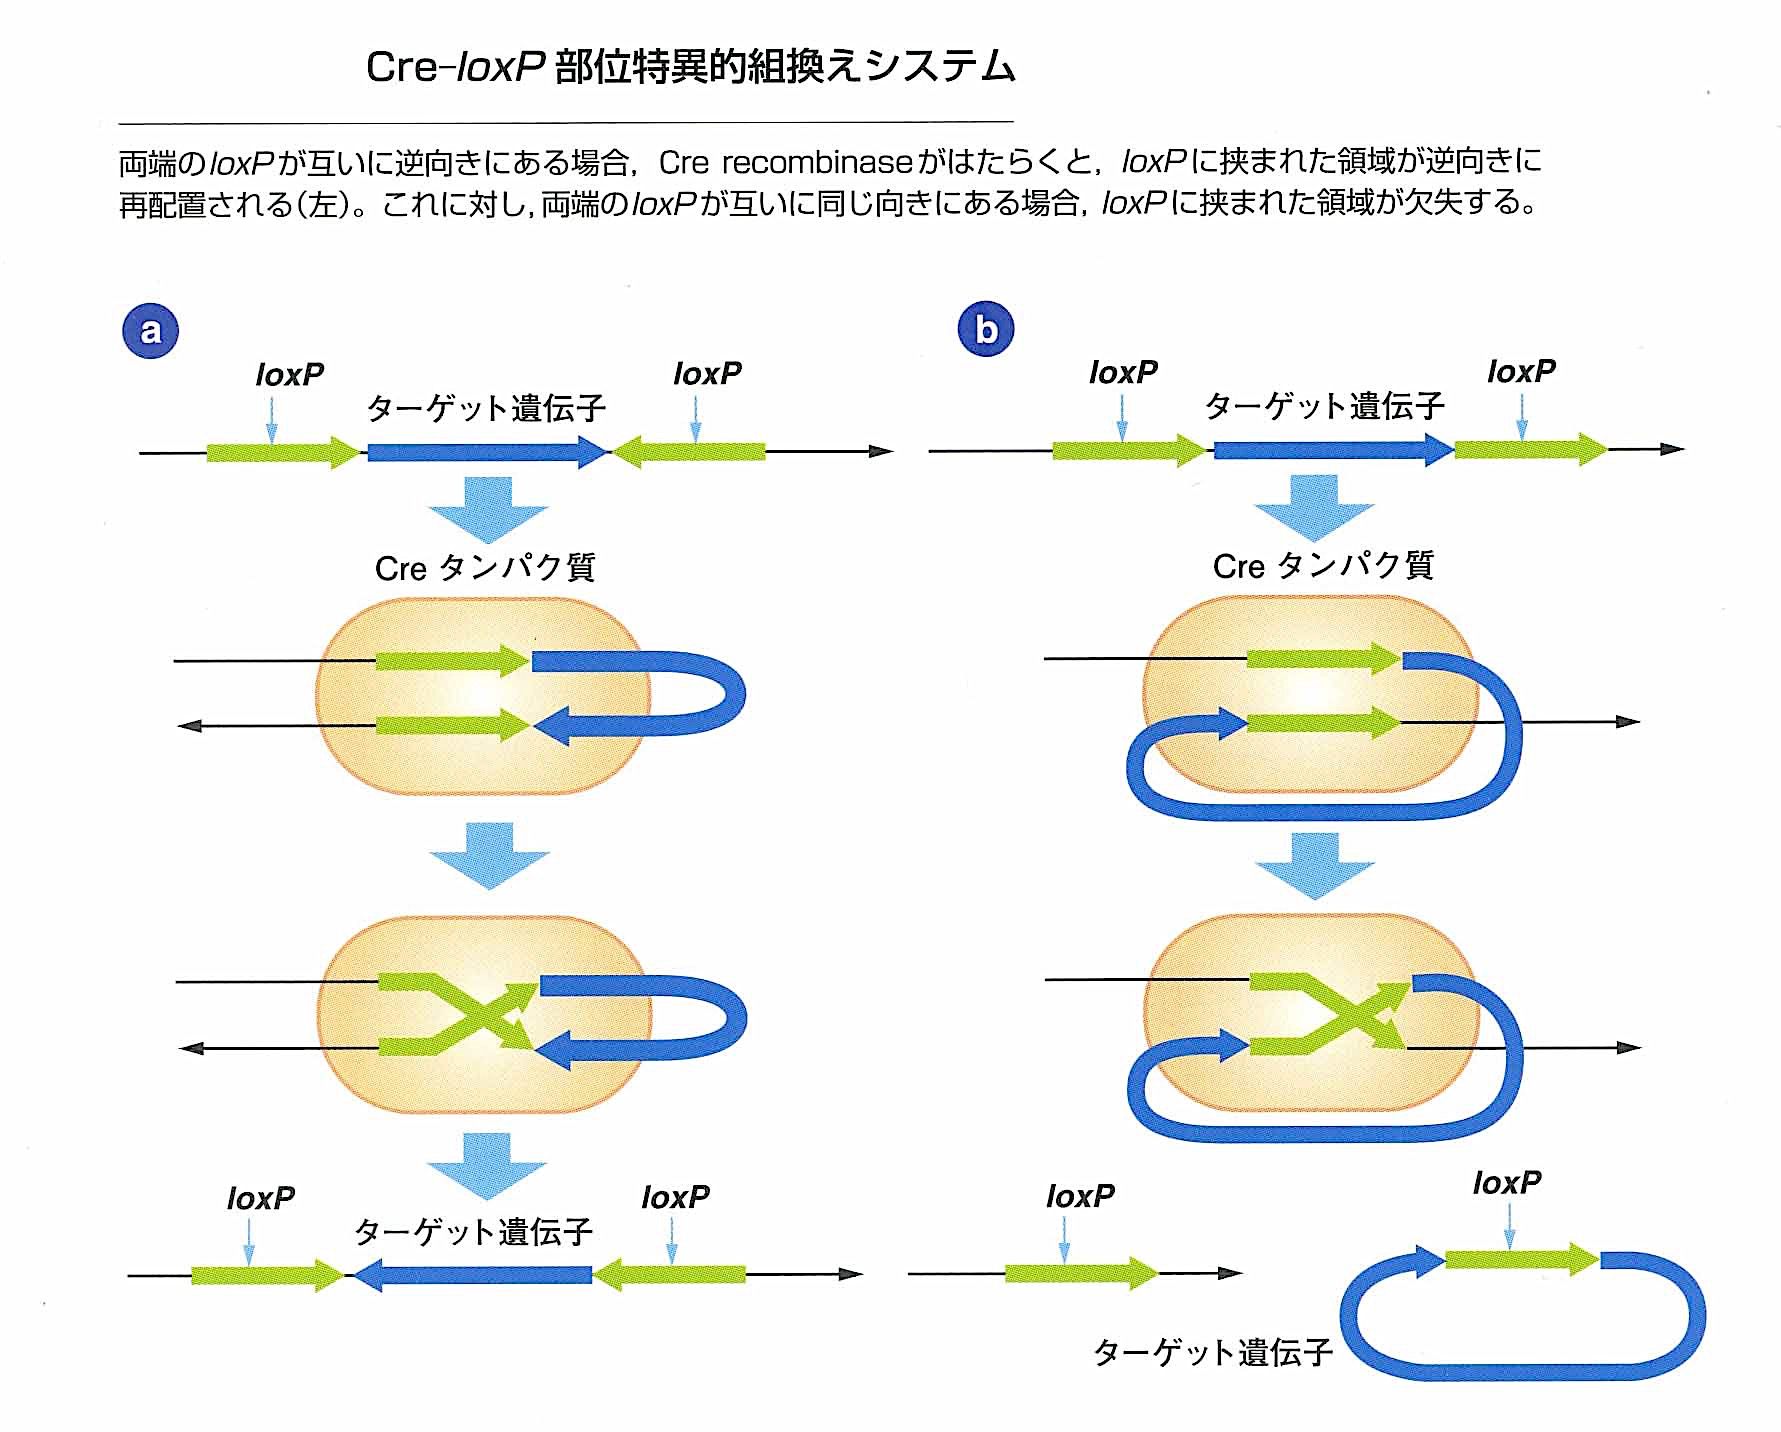 Cre–loxP 部位特異的組換えシステム
両端のloxPが互いに逆向きにある場合，Cre recombinaseがはたらくと，loxPに挟まれた領域が逆向きに
再配置される（左）。これに対し，両端のloxPが互いに同じ向きにある場合，loxPに挟まれた領域が欠失する。
a
loxP
ターゲット遺伝子
loxP
Cre タンパク質
loxP
ターゲット遺伝子
loxP
b
loxP
ターゲット遺伝子
loxP
Cre タンパク質
loxP
loxP
ターゲット遺伝子